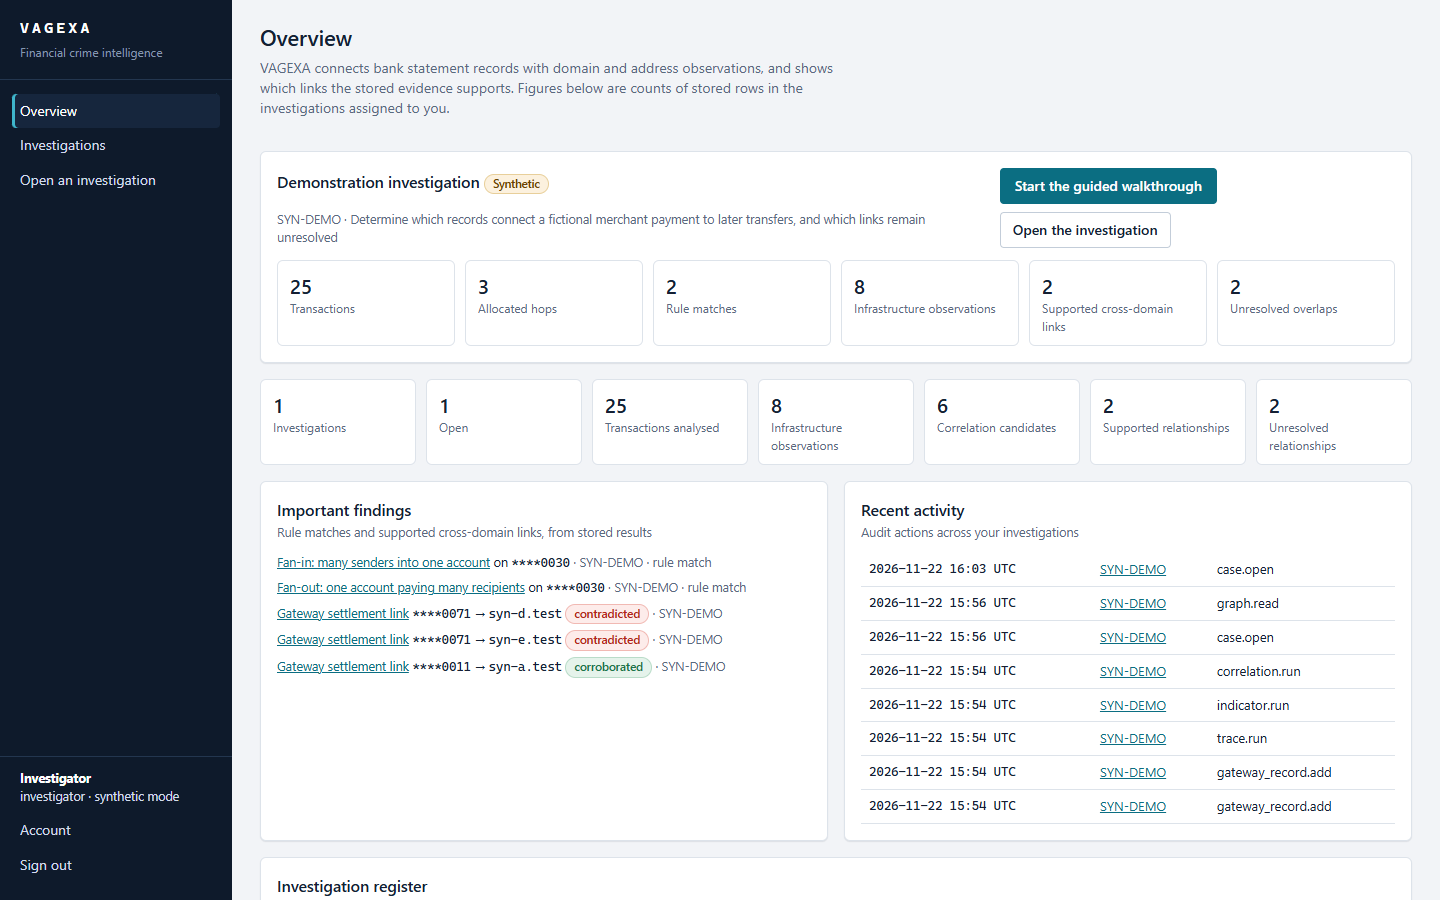 VAGEXA
Financial crime intelligence
Overview
Investigations
Open an investigation
Investigator
investigator · synthetic mode
Account
Sign out
Overview
VAGEXA connects bank statement records with domain and address observations, and shows
which links the stored evidence supports. Figures below are counts of stored rows in the
investigations assigned to you.
Demonstration investigation Synthetic
SYN-DEMO · Determine which records connect a fictional merchant payment to later transfers, and which links remain
unresolved
Start the guided walkthrough
Open the investigation
25
Transactions
3
Allocated hops
2
Rule matches
8
Infrastructure observations
2
Supported cross-domain
links
2
Unresolved overlaps
1
Investigations
1
Open
25
Transactions analysed
8
Infrastructure
observations
6
Correlation candidates
2
Supported relationships
2
Unresolved
relationships
Important findings
Rule matches and supported cross-domain links, from stored results
Fan-in: many senders into one account on ****0030 · SYN-DEMO · rule match
Fan-out: one account paying many recipients on ****0030 · SYN-DEMO · rule match
Gateway settlement link ****0071 → syn-d.test contradicted · SYN-DEMO
Gateway settlement link ****0071 → syn-e.test contradicted · SYN-DEMO
Gateway settlement link ****0011 → syn-a.test corroborated · SYN-DEMO
Recent activity
Audit actions across your investigations
2026-11-22 16:03 UTC SYN-DEMO case.open
2026-11-22 15:56 UTC SYN-DEMO graph.read
2026-11-22 15:56 UTC SYN-DEMO case.open
2026-11-22 15:54 UTC SYN-DEMO correlation.run
2026-11-22 15:54 UTC SYN-DEMO indicator.run
2026-11-22 15:54 UTC SYN-DEMO trace.run
2026-11-22 15:54 UTC SYN-DEMO gateway_record.add
2026-11-22 15:54 UTC SYN-DEMO gateway_record.add
Investigation register